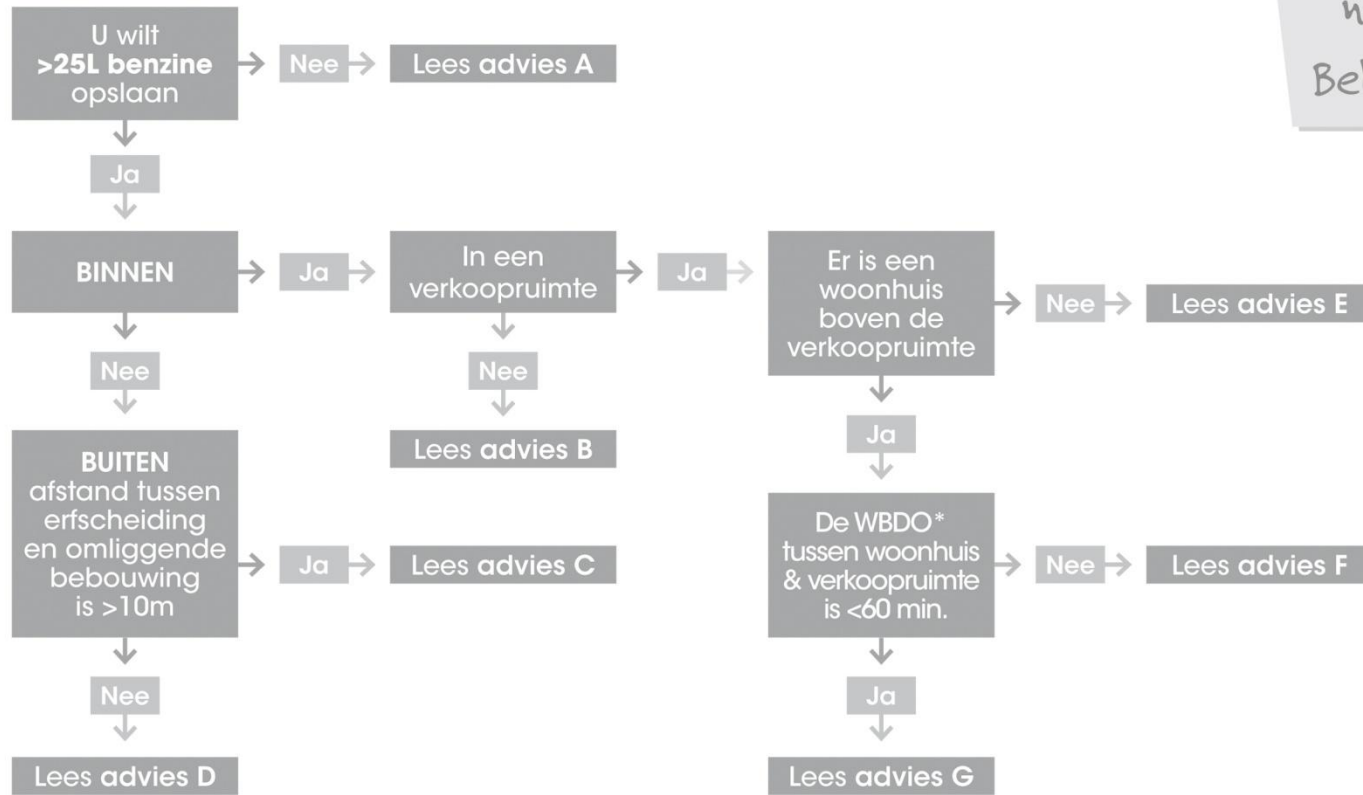 U wilt
>25L benzine
opslaan
Nee
Lees advies A
Ja
BINNEN
Ja
In een
verkoopruimte
Ja
Er is een
woonhuis
boven de
verkoopruimte
Nee
Lees advies E
Nee
Nee
Lees advies B
Ja
BUITEN
afstand tussen
erfscheiding
en omliggende
bebouwing
is >10m
Ja
Lees advies C
De WBDO*
tussen woonhuis
& verkoopruimte
is <60 min.
Nee
Lees advies F
Nee
Lees advies D
Ja
Lees advies G